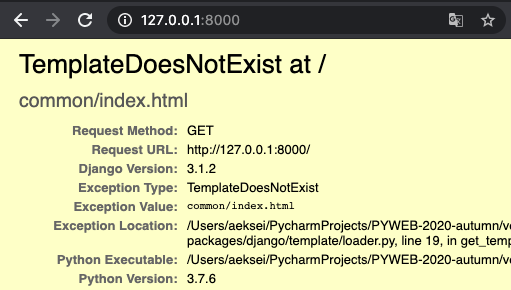 127.0.0.1:8000
TemplateDoesNotExist at /
common/index.html
Request Method: GET
Request URL: http://127.0.0.1:8000/
Django Version: 3.1.2
Exception Type: TemplateDoesNotExist
Exception Value: common/index.html
Exception Location: /Users/aeksei/PycharmProjects/PYWEB-2020-autumn/ve
packages/django/template/loader.py, line 19, in get_temp
Python Executable: /Users/aeksei/PycharmProjects/PYWEB-2020-autumn/ve
Python Version: 3.7.6